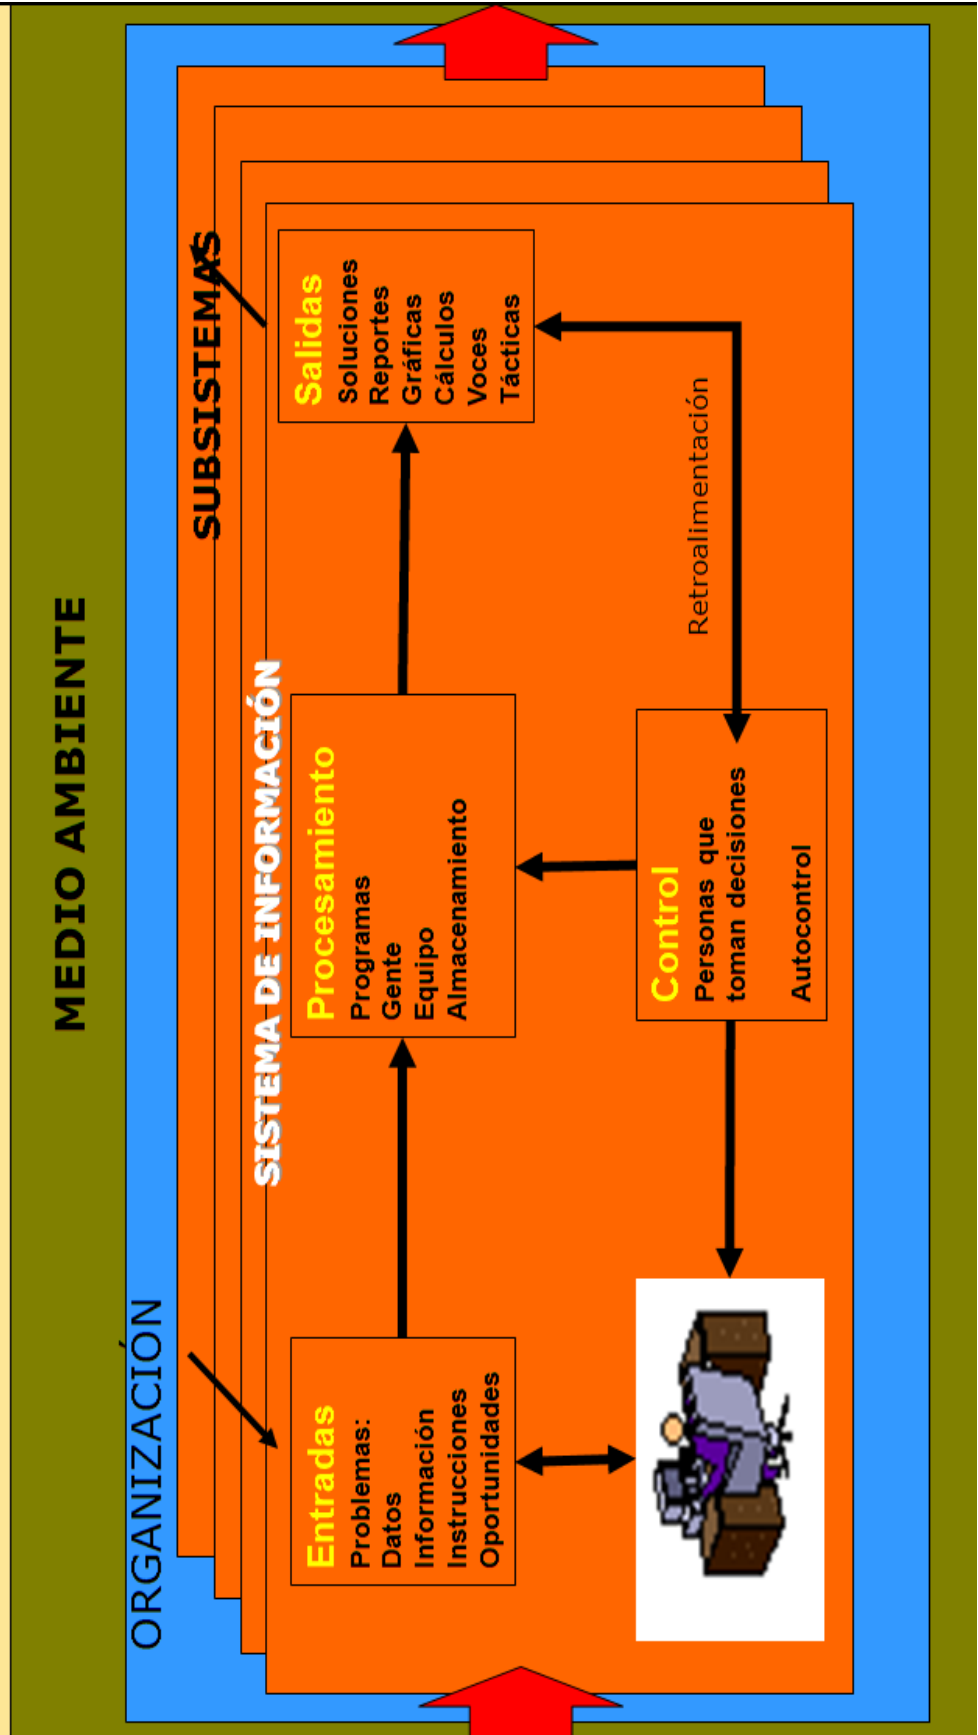 MEDIO AMBIENTE
ORGANIZACIÓN
SUBSISTEMAS
SISTEMA DE INFORMACIÓN
Entradas
Problemas:
Datos
Información
Instrucciones
Oportunidades
Procesamiento
Programas
Gente
Equipo
Almacenamiento
Salidas
Soluciones
Reportes
Gráficas
Cálculos
Voces
Tácticas
Control
Personas que
toman decisiones
Autocontrol
Retroalimentación